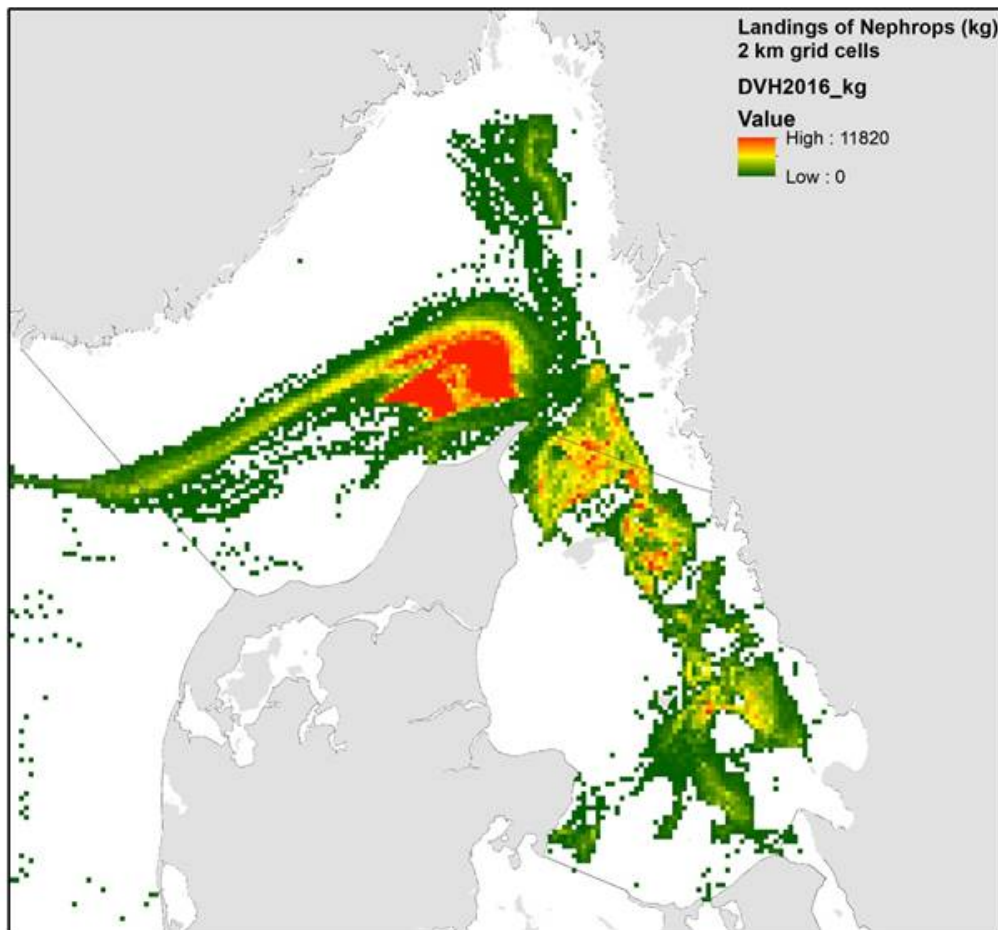 Landings of Nephrops (kg)
2 km grid cells
DVH2016_kg
Value
High : 11820
Low : 0